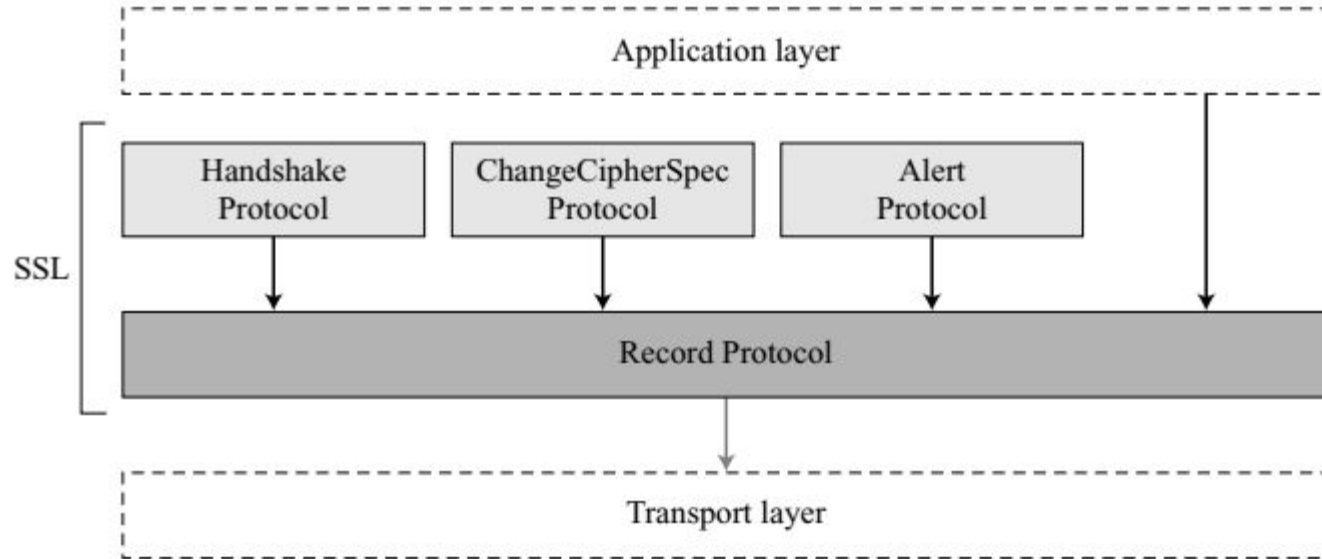 Application layer
Handshake
Protocol
ChangeCipherSpec
Protocol
Alert
Protocol
SSL
Record Protocol
Transport layer